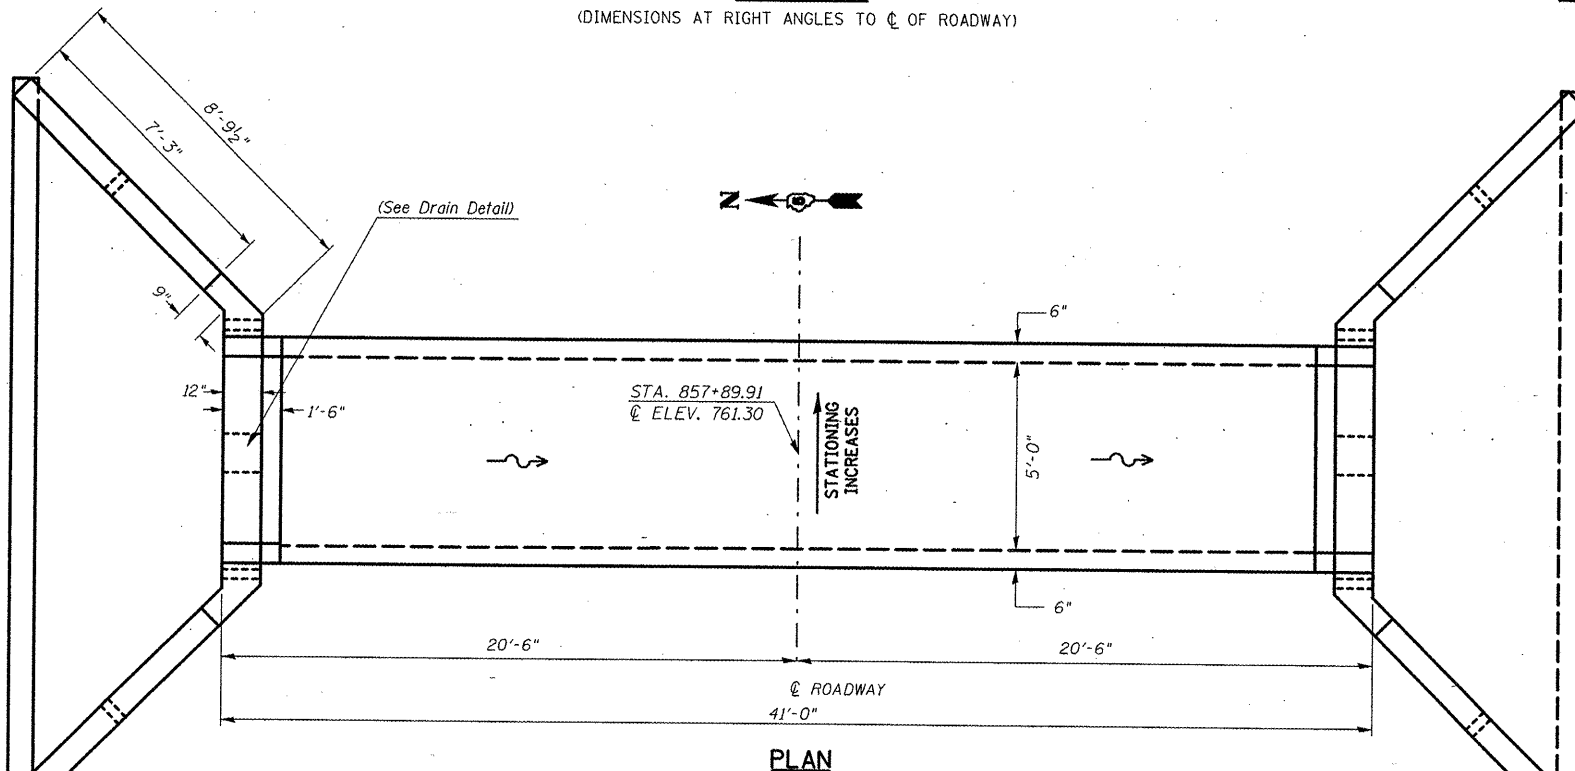 (DIMENSIONS AT RIGHT ANGLES TO ℄ OF ROADWAY)
8'-9½"
7'-3"
(See Drain Detail)
N
9"
6"
12"
1'-6"
STA. 857+89.91
℄ ELEV. 761.30
STATIONING
INCREASES
5'-0"
6"
20'-6"
20'-6"
℄ ROADWAY
41'-0"
PLAN